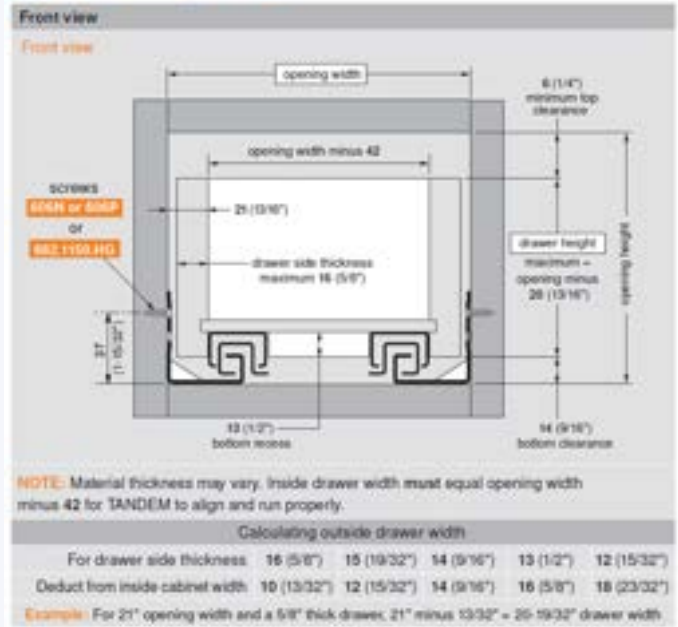 Front view
Front view
opening width
6 (1/4")
minimum top
clearance
opening width minus 42
screws
606N or 606P
or
662.1150.HG
21 (13/16")
drawer side thickness
maximum 16 (5/8")
drawer height
maximum =
opening minus
20 (13/16")
opening height
37
(1-15/32")
13 (1/2")
bottom recess
14 (9/16")
bottom clearance
NOTE: Material thickness may vary. Inside drawer width must equal opening width
minus 42 for TANDEM to align and run properly.
Calculating outside drawer width
For drawer side thickness 16 (5/8") 15 (19/32") 14 (9/16") 13 (1/2") 12 (15/32")
Deduct from inside cabinet width 10 (13/32") 12 (15/32") 14 (9/16") 16 (5/8") 18 (23/32")
Example: For 21" opening width and a 5/8" thick drawer, 21" minus 13/32" = 20-19/32" drawer width